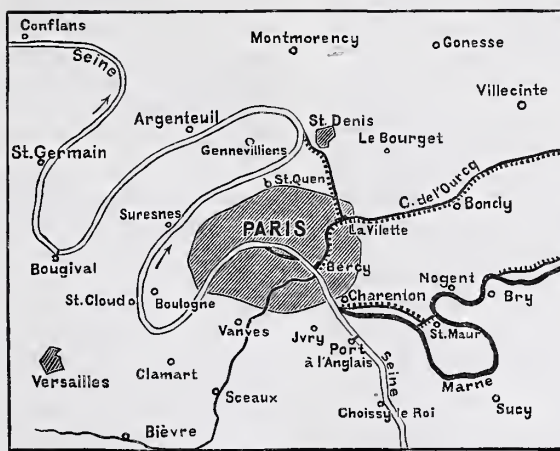 Conflans
Seine
Montmorency
Gonesse
Villecinte
Argenteuil
St. Denis
Gennevilliers
Le Bourget
St. Germain
St. Quen
C. de l'Ourcq
Bondy
Suresnes
PARIS
La Vilette
Bougival
Bercy
Nogent
Bry
St. Cloud
Boulogne
Charenton
St. Maur
Vanves
Jvry
Port
à l'Anglais
Seine
Marne
Versailles
Clamart
Sceaux
Choissy le Roi
Sucy
Bièvre